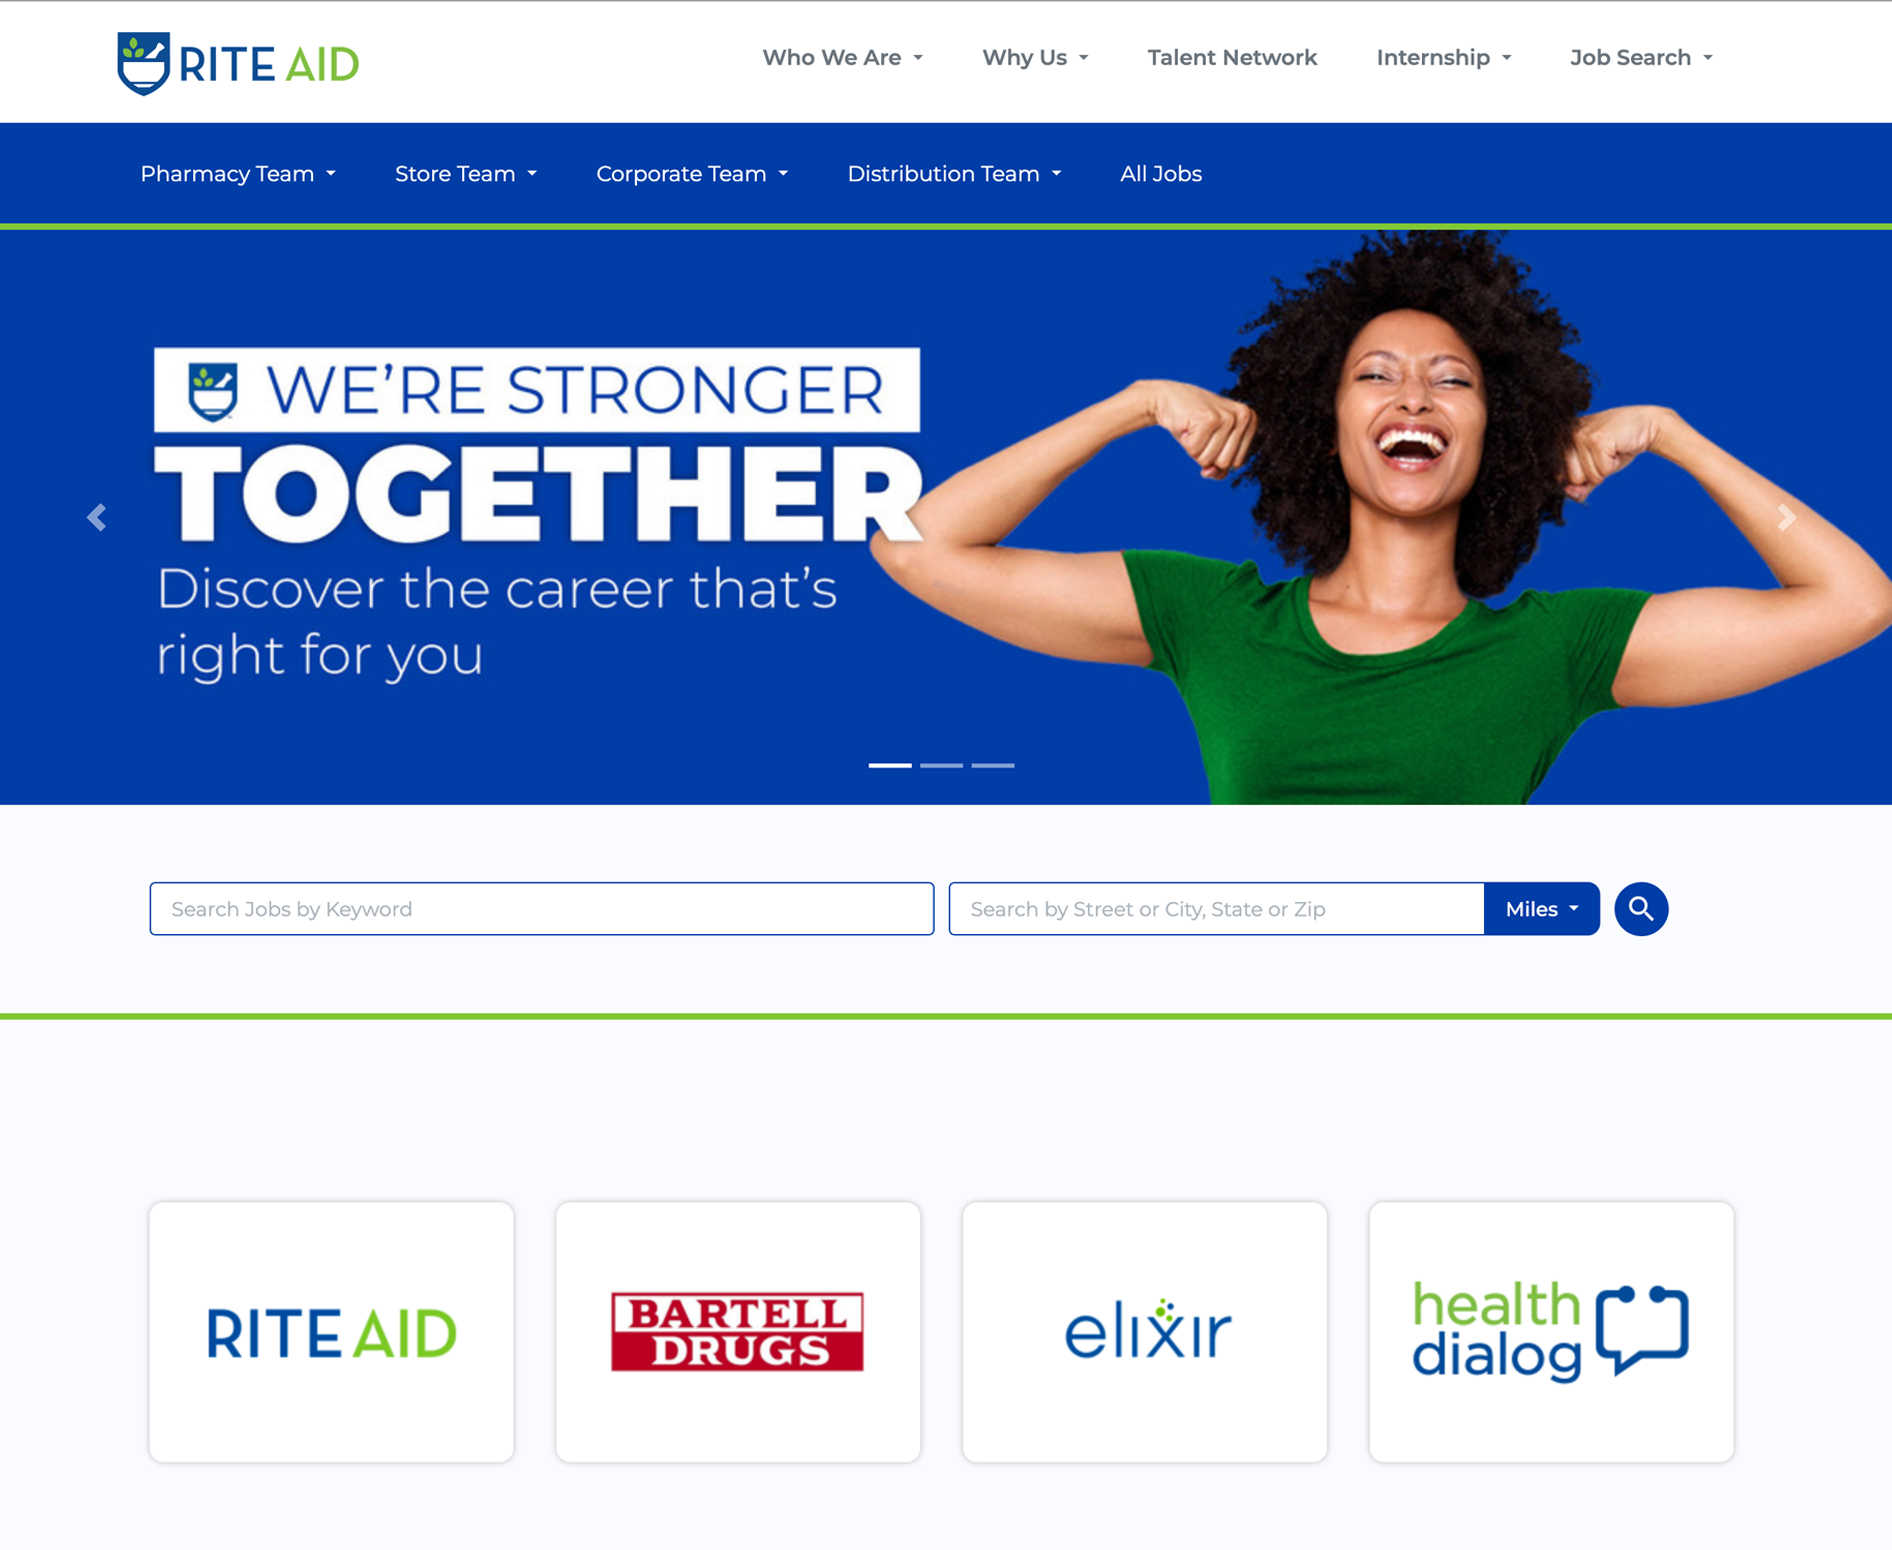 RITE AID
Who We Are Why Us Talent Network Internship Job Search
Pharmacy Team Store Team Corporate Team Distribution Team All Jobs
WE'RE STRONGER
TOGETHER
Discover the career that's
right for you
Search Jobs by Keyword Search by Street or City, State or Zip Miles
RITE AID
BARTELL
DRUGS
elixir
health
dialog